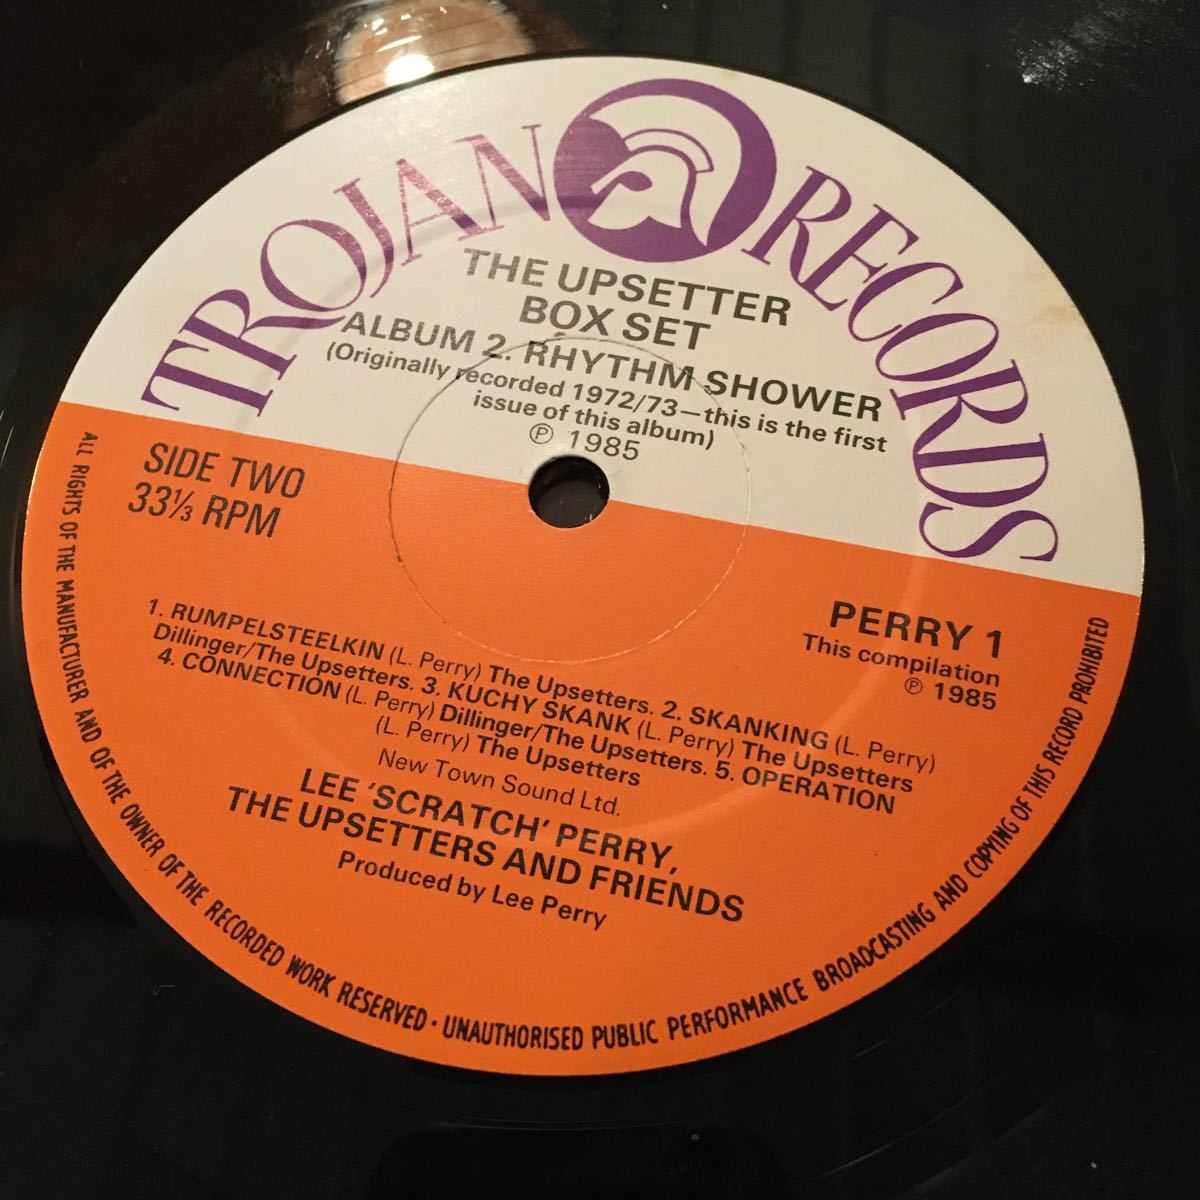 TROJAN RECORDS
THE UPSETTER
BOX SET
ALBUM 2. RHYTHM SHOWER
(Originally recorded 1972/73—this is the first
issue of this album)
℗ 1985
SIDE TWO
33⅓ RPM
PERRY 1
This compilation
℗ 1985
1. RUMPELSTEELKIN (L. Perry) The Upsetters. 2. SKANKING (L. Perry)
Dillinger/The Upsetters. 3. KUCHY SKANK (L. Perry) The Upsetters
4. CONNECTION (L. Perry) Dillinger/The Upsetters. 5. OPERATION
(L. Perry) The Upsetters
New Town Sound Ltd.
LEE 'SCRATCH' PERRY,
THE UPSETTERS AND FRIENDS
Produced by Lee Perry
ALL RIGHTS OF THE MANUFACTURER AND OF THE OWNER OF THE RECORDED WORK RESERVED · UNAUTHORISED PUBLIC PERFORMANCE BROADCASTING AND COPYING OF THIS RECORD PROHIBITED